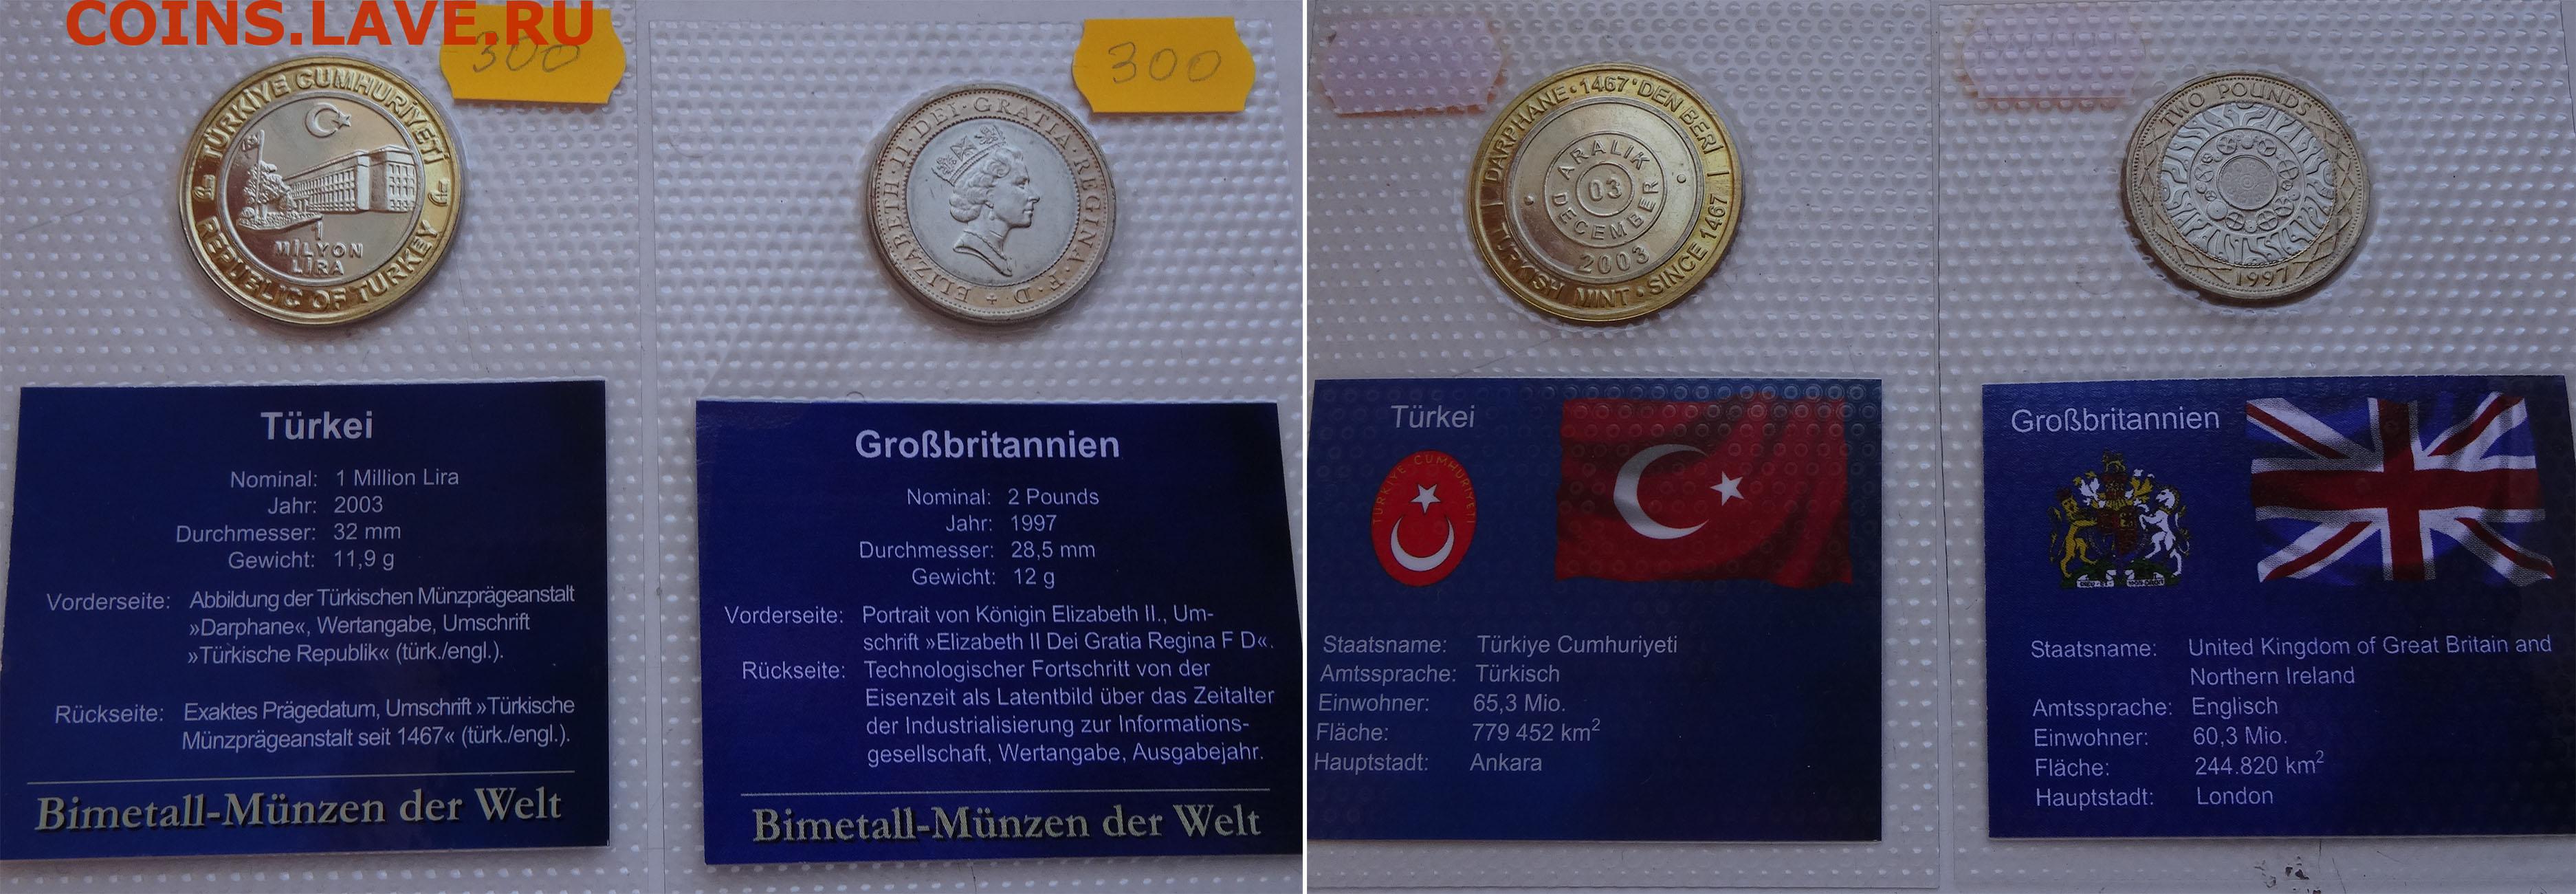 COINS.LAVE.RU
300
300
TÜRKİYE CUMHURİYETİ
1
MİLYON
LİRA
REPUBLIC OF TURKEY
ELIZABETH·II·DEI·GRATIA·REGINA·F·D
DARPHANE·1467'DEN BERİ
ARALIK
03
DECEMBER
2003
TURKISH MINT·SINCE 1467
TWO POUNDS
1997
Türkei
Nominal: 1 Million Lira
Jahr: 2003
Durchmesser: 32 mm
Gewicht: 11,9 g
Vorderseite: Abbildung der Türkischen Münzprägeanstalt
»Darphane«, Wertangabe, Umschrift
»Türkische Republik« (türk./engl.).
Rückseite: Exaktes Prägedatum, Umschrift »Türkische
Münzprägeanstalt seit 1467« (türk./engl.).
Bimetall-Münzen der Welt
Großbritannien
Nominal: 2 Pounds
Jahr: 1997
Durchmesser: 28,5 mm
Gewicht: 12 g
Vorderseite: Portrait von Königin Elizabeth II., Um-
schrift »Elizabeth II Dei Gratia Regina F D«.
Rückseite: Technologischer Fortschritt von der
Eisenzeit als Latentbild über das Zeitalter
der Industrialisierung zur Informations-
gesellschaft, Wertangabe, Ausgabejahr.
Bimetall-Münzen der Welt
Türkei
TÜRKİYE CUMHURİYETİ
Staatsname: Türkiye Cumhuriyeti
Amtssprache: Türkisch
Einwohner: 65,3 Mio.
Fläche: 779 452 km²
Hauptstadt: Ankara
Großbritannien
Staatsname: United Kingdom of Great Britain and
Northern Ireland
Amtssprache: Englisch
Einwohner: 60,3 Mio.
Fläche: 244.820 km²
Hauptstadt: London